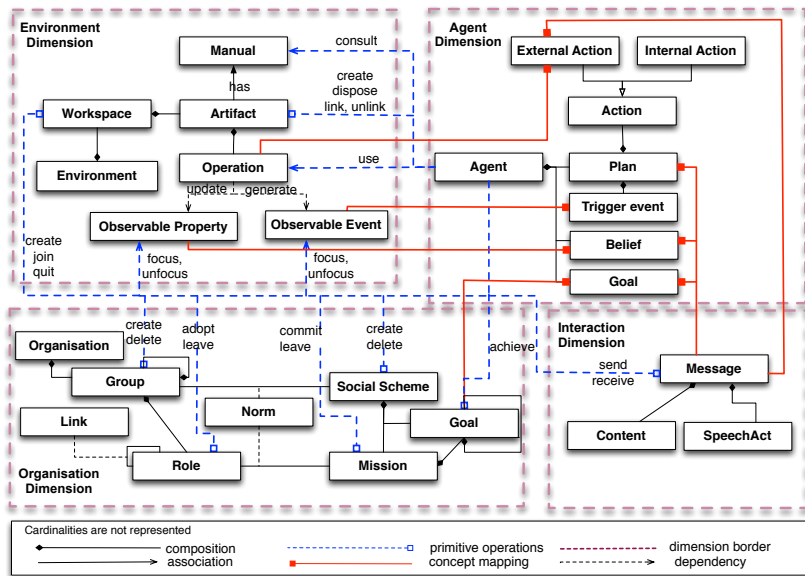 Environment
Dimension
Manual
consult
has
create
dispose
link, unlink
Workspace
Artifact
Environment
Operation
use
update
generate
Observable Property
Observable Event
create
join
quit
focus,
unfocus
focus,
unfocus
Agent
Dimension
External Action
Internal Action
Action
Agent
Plan
Trigger event
Belief
Goal
Organisation
create
delete
adopt
leave
commit
leave
create
delete
achieve
Group
Social Scheme
Link
Norm
Goal
Role
Mission
Organisation
Dimension
Interaction
Dimension
send
receive
Message
Content
SpeechAct
Cardinalities are not represented
composition
primitive operations
dimension border
association
concept mapping
dependency